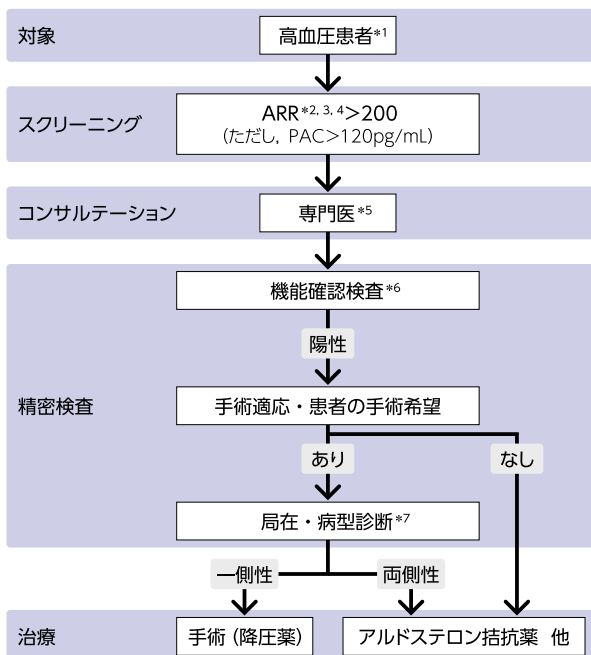 対象
高血圧患者*1
スクリーニング
ARR*2, 3, 4>200
(ただし, PAC>120pg/mL)
コンサルテーション
専門医*5
精密検査
機能確認検査*6
陽性
手術適応・患者の手術希望
あり
なし
局在・病型診断*7
一側性
両側性
治療
手術（降圧薬）
アルドステロン拮抗薬 他